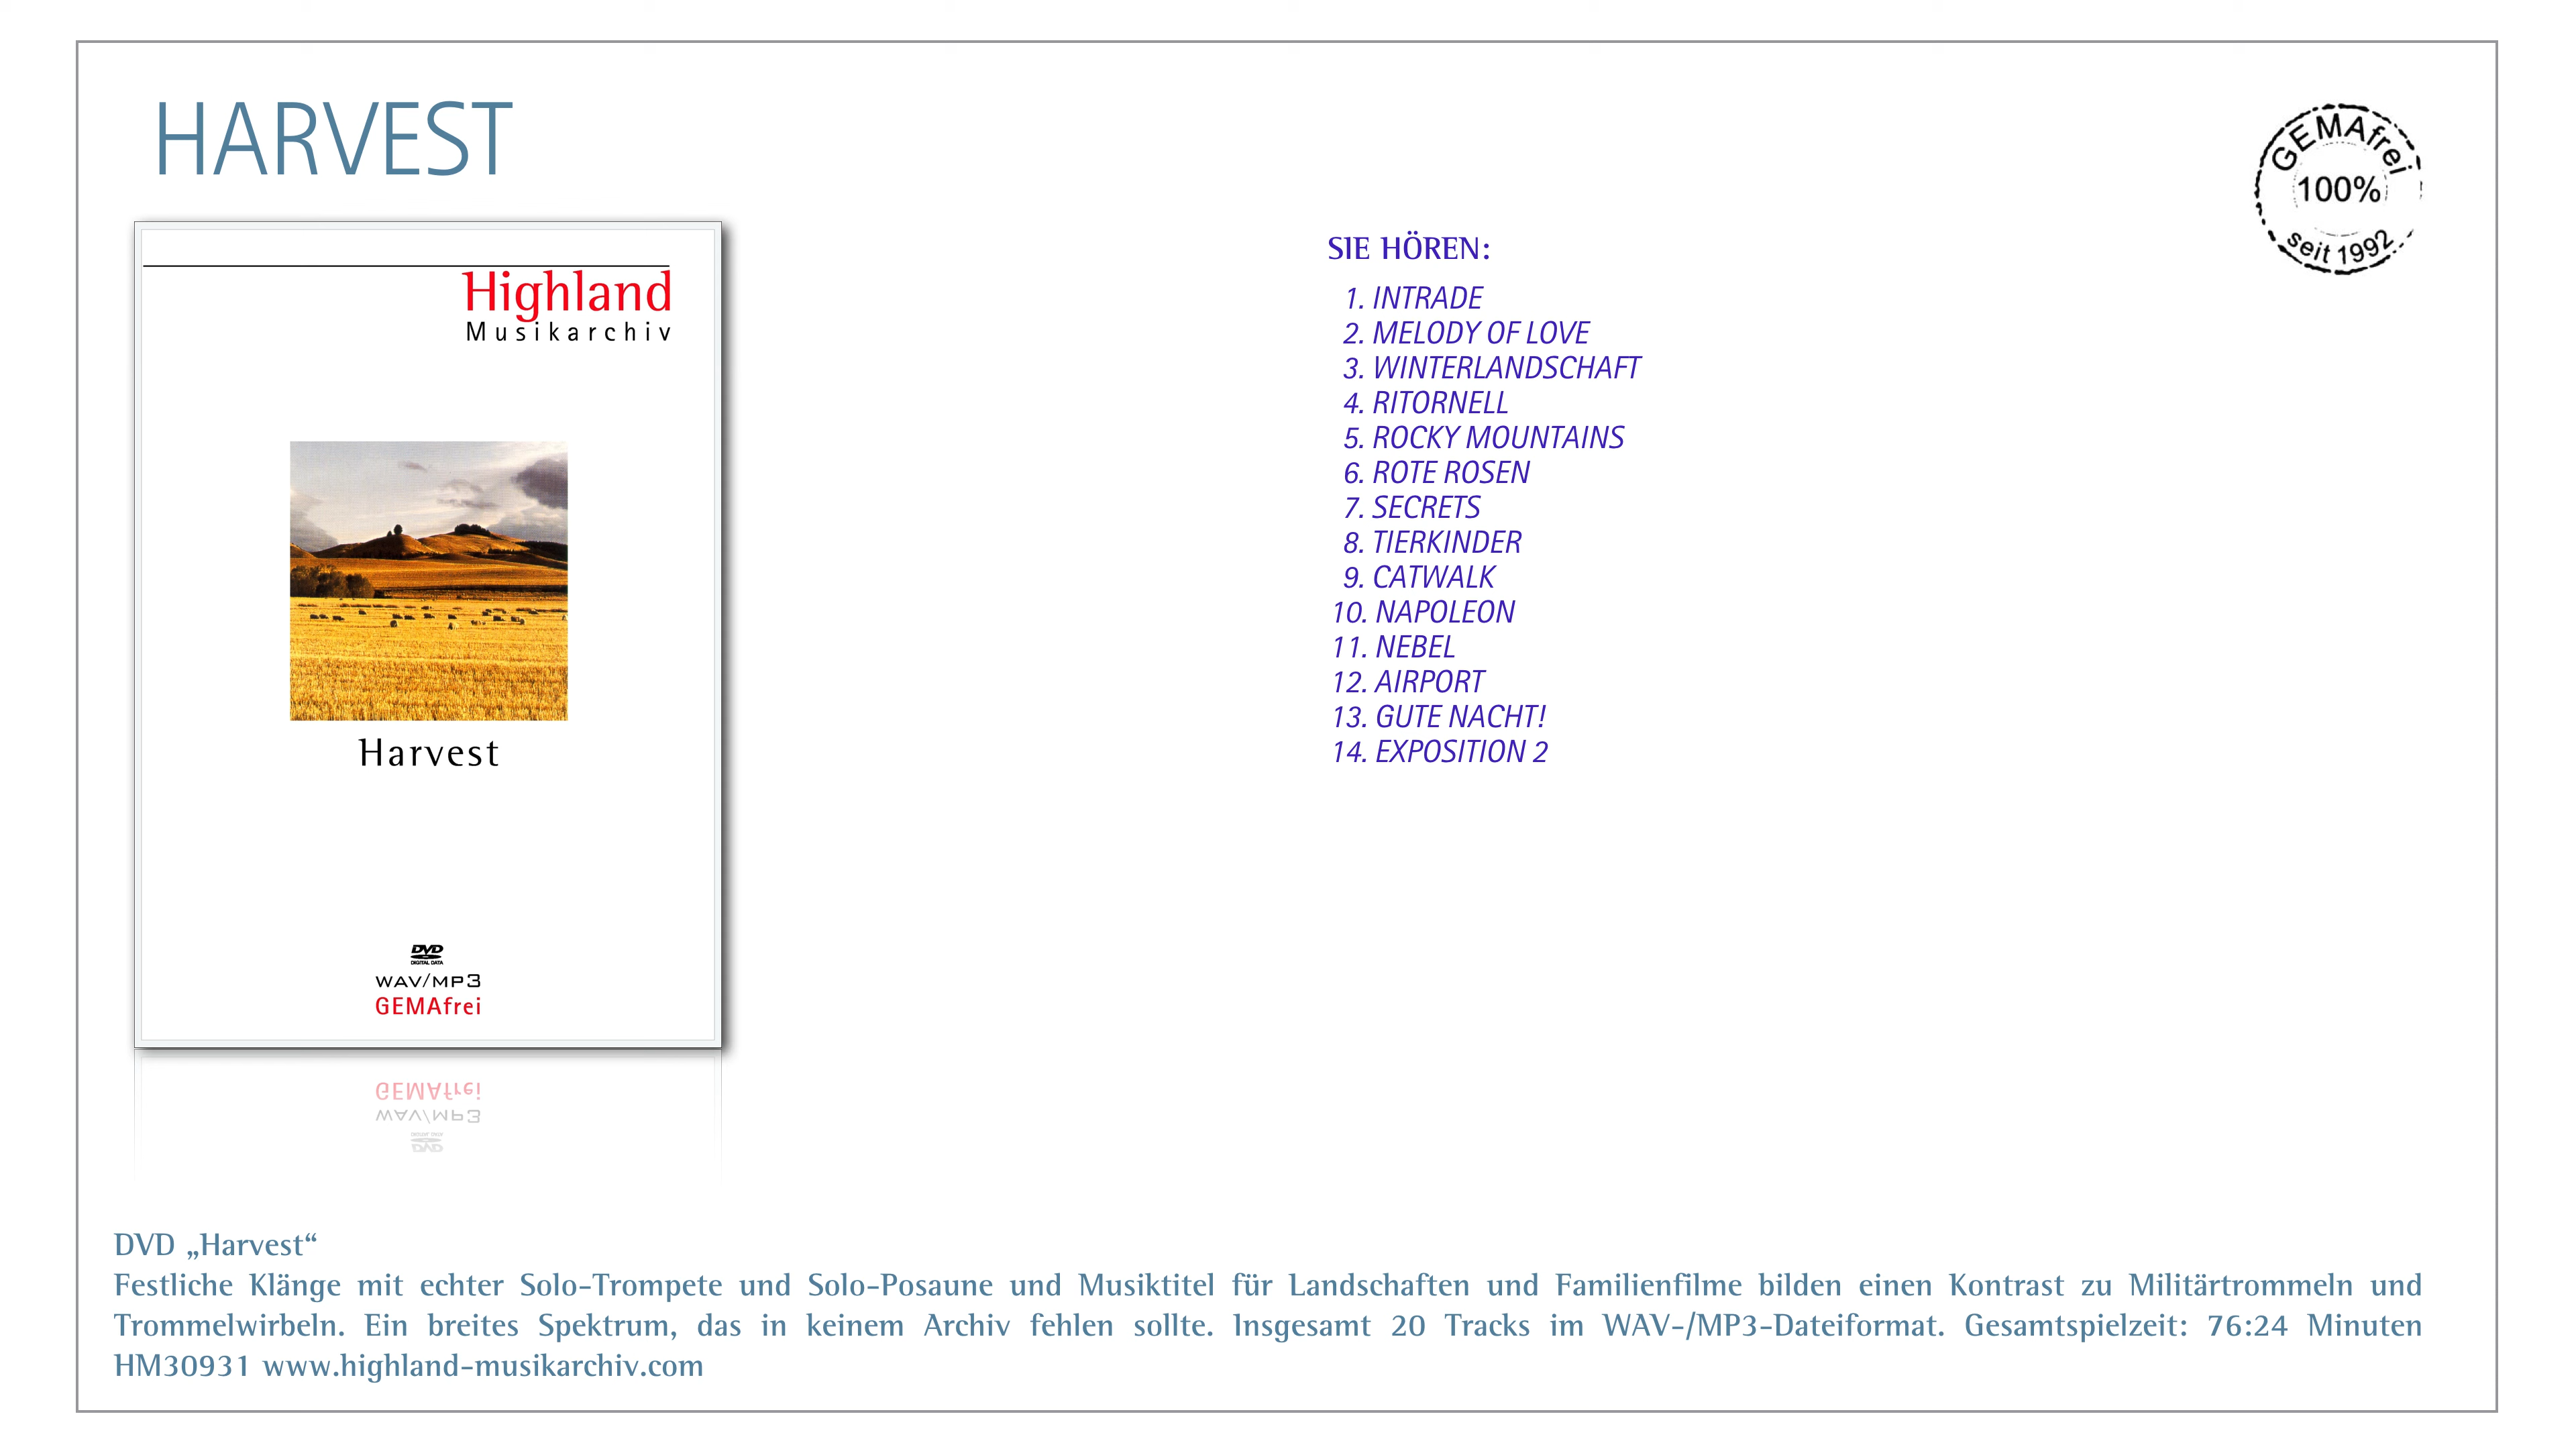 HARVEST
GEMAfrei
100%
seit 1992
Highland
Musikarchiv
Harvest
DVD
DIGITAL DATA
WAV/MP3
GEMAfrei
SIE HÖREN:
1. INTRADE
2. MELODY OF LOVE
3. WINTERLANDSCHAFT
4. RITORNELL
5. ROCKY MOUNTAINS
6. ROTE ROSEN
7. SECRETS
8. TIERKINDER
9. CATWALK
10. NAPOLEON
11. NEBEL
12. AIRPORT
13. GUTE NACHT!
14. EXPOSITION 2
DVD „Harvest“
Festliche Klänge mit echter Solo-Trompete und Solo-Posaune und Musiktitel für Landschaften und Familienfilme bilden einen Kontrast zu Militärtrommeln und
Trommelwirbeln. Ein breites Spektrum, das in keinem Archiv fehlen sollte. Insgesamt 20 Tracks im WAV-/MP3-Dateiformat. Gesamtspielzeit: 76:24 Minuten
HM30931 www.highland-musikarchiv.com